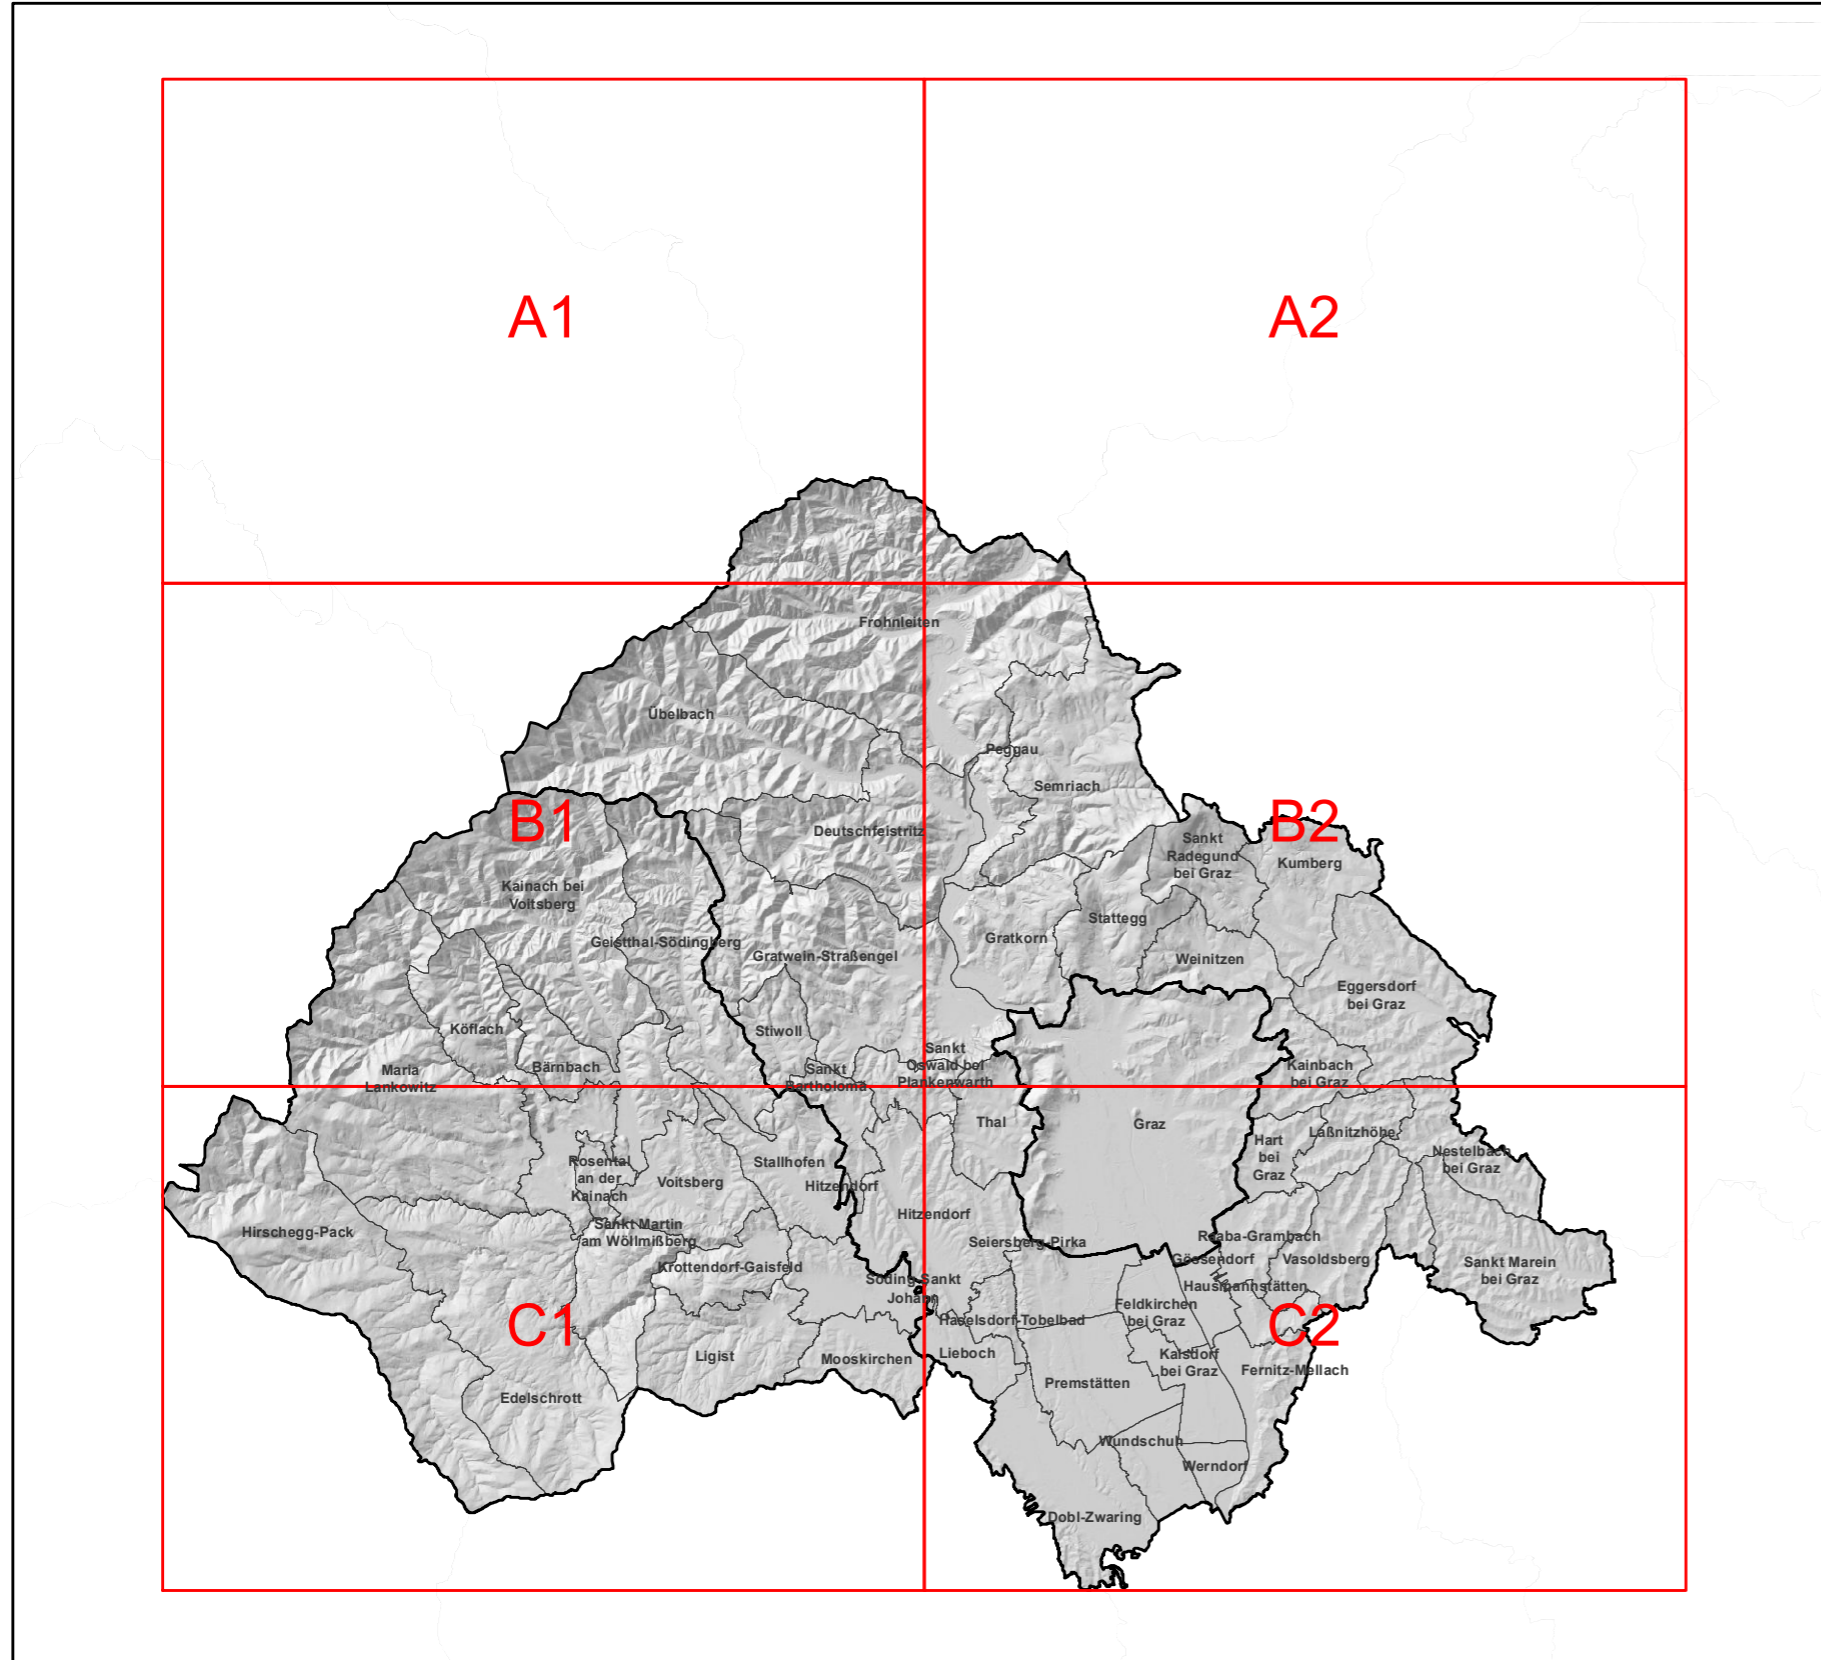 A1
A2
Frohnleiten
Übelbach
Peggau
Semriach
B1
B2
Deutschfeistritz
Sankt
Radegund
bei Graz
Kumberg
Kainach bei
Voitsberg
Stattegg
Geistthal-Södingberg
Gratkorn
Gratwein-Straßengel
Weinitzen
Eggersdorf
bei Graz
Köflach
Stiwoll
Bärnbach
Maria
Lankowitz
Sankt
Bartholomä
Sankt
Oswald bei
Plankenwarth
Kainbach
bei Graz
Thal
Graz
Laßnitzhöhe
Hart
bei
Graz
Nestelbach
bei Graz
Rosental
an der
Kainach
Stallhofen
Voitsberg
Hitzendorf
Hitzendorf
Hirschegg-Pack
Sankt Martin
am Wöllmißberg
Seiersberg-Pirka
Raaba-Grambach
Gössendorf
Vasoldsberg
Sankt Marein
bei Graz
Krottendorf-Gaisfeld
Söding-Sankt
Johann
Hausmannstätten
Feldkirchen
bei Graz
Haselsdorf-Tobelbad
C1
C2
Ligist
Mooskirchen
Lieboch
Kalsdorf
bei Graz
Fernitz-Mellach
Premstätten
Edelschrott
Wundschuh
Werndorf
Dobl-Zwaring